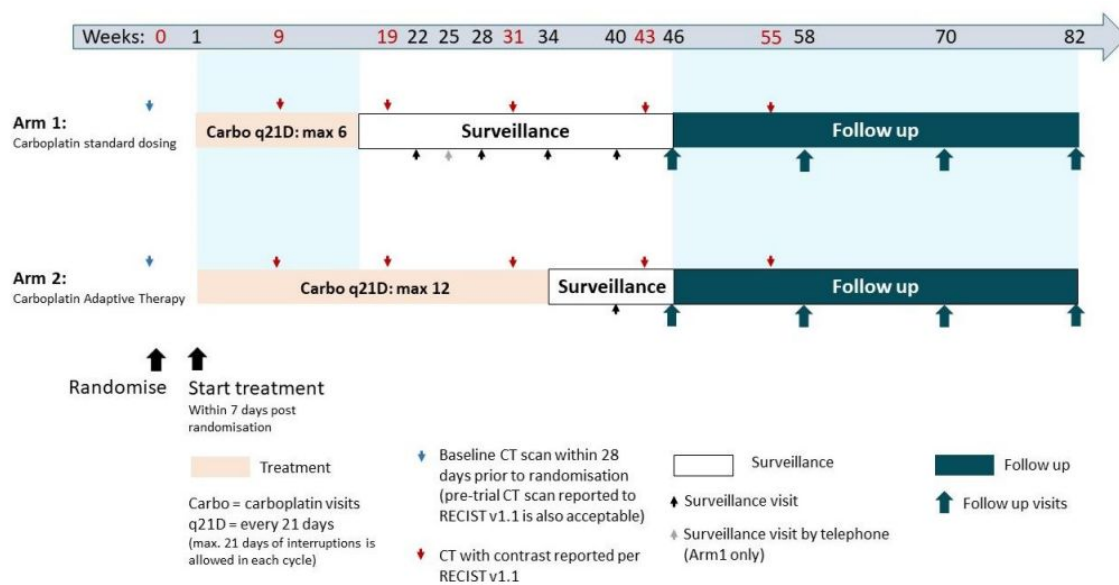 Weeks: 0 1 9 19 22 25 28 31 34 40 43 46 55 58 70 82
Arm 1:
Carboplatin standard dosing
Carbo q21D: max 6
Surveillance
Follow up
Arm 2:
Carboplatin Adaptive Therapy
Carbo q21D: max 12
Surveillance
Follow up
Randomise
Start treatment
Within 7 days post
randomisation
Treatment
Carbo = carboplatin visits
q21D = every 21 days
(max. 21 days of interruptions is
allowed in each cycle)
Baseline CT scan within 28
days prior to randomisation
(pre-trial CT scan reported to
RECIST v1.1 is also acceptable)
CT with contrast reported per
RECIST v1.1
Surveillance
Surveillance visit
Surveillance visit by telephone
(Arm1 only)
Follow up
Follow up visits